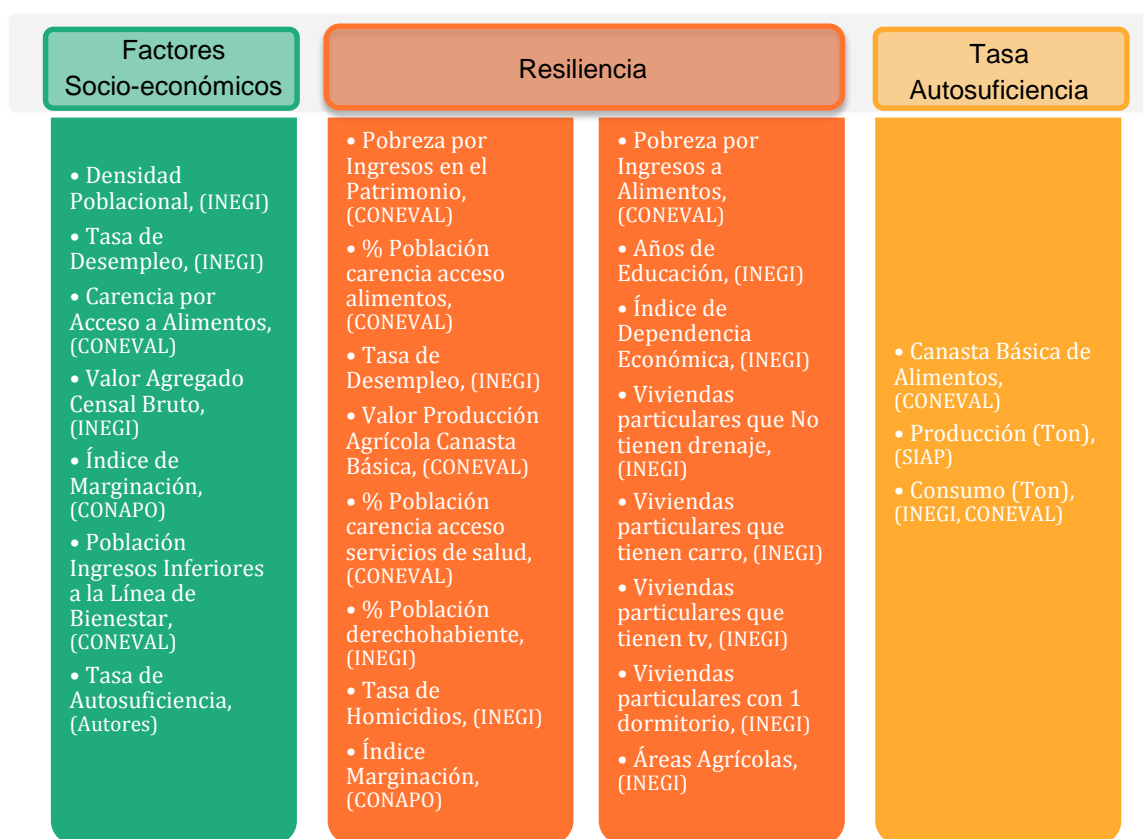 Factores
Socio-económicos
• Densidad
Poblacional, (INEGI)
• Tasa de
Desempleo, (INEGI)
• Carencia por
Acceso a Alimentos,
(CONEVAL)
• Valor Agregado
Censal Bruto,
(INEGI)
• Índice de
Marginación,
(CONAPO)
• Población
Ingresos Inferiores
a la Línea de
Bienestar,
(CONEVAL)
• Tasa de
Autosuficiencia,
(Autores)
Resiliencia
• Pobreza por
Ingresos en el
Patrimonio,
(CONEVAL)
• % Población
carencia acceso
alimentos,
(CONEVAL)
• Tasa de
Desempleo, (INEGI)
• Valor Producción
Agrícola Canasta
Básica, (CONEVAL)
• % Población
carencia acceso
servicios de salud,
(CONEVAL)
• % Población
derechohabiente,
(INEGI)
• Tasa de
Homicidios, (INEGI)
• Índice
Marginación,
(CONAPO)
• Pobreza por
Ingresos a
Alimentos,
(CONEVAL)
• Años de
Educación, (INEGI)
• Índice de
Dependencia
Económica, (INEGI)
• Viviendas
particulares que No
tienen drenaje,
(INEGI)
• Viviendas
particulares que
tienen carro, (INEGI)
• Viviendas
particulares que
tienen tv, (INEGI)
• Viviendas
particulares con 1
dormitorio, (INEGI)
• Áreas Agrícolas,
(INEGI)
Tasa
Autosuficiencia
• Canasta Básica de
Alimentos,
(CONEVAL)
• Producción (Ton),
(SIAP)
• Consumo (Ton),
(INEGI, CONEVAL)